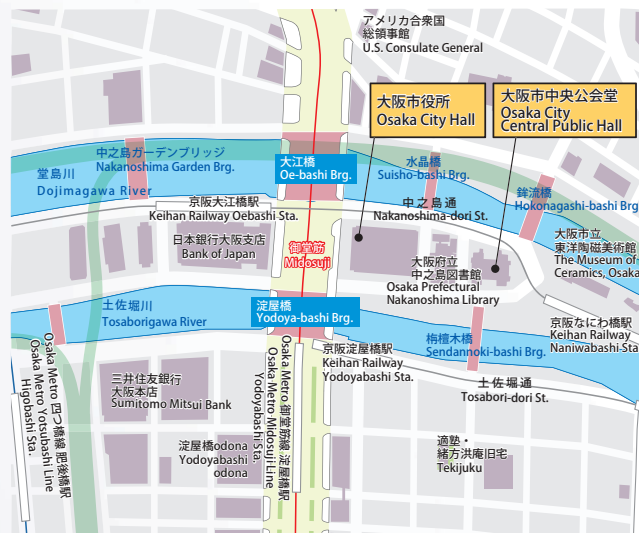 アメリカ合衆国
総領事館
U.S. Consulate General
大阪市役所
Osaka City Hall
大阪市中央公会堂
Osaka City
Central Public Hall
中之島ガーデンブリッジ
Nakanoshima Garden Brg.
大江橋
Oe-bashi Brg.
水晶橋
Suisho-bashi Brg.
堂島川
Dojimagawa River
鉾流橋
Hokonagashi-bashi Brg
京阪大江橋駅
Keihan Railway Oebashi Sta.
中之島通
Nakanoshima-dori St.
日本銀行大阪支店
Bank of Japan
御堂筋
Midosuji
大阪市立
東洋陶磁美術館
The Museum of
Ceramics, Osaka
大阪府立
中之島図書館
Osaka Prefectural
Nakanoshima Library
土佐堀川
Tosaborigawa River
淀屋橋
Yodoya-bashi Brg.
京阪なにわ橋駅
Keihan Railway
Naniwabashi Sta
栴檀木橋
Sendannoki-bashi Brg.
京阪淀屋橋駅
Keihan Railway
Yodoyabashi Sta.
土佐堀通
Tosabori-dori St.
Osaka Metro 四つ橋線 肥後橋駅
Osaka Metro Yotsubashi Line
Higobashi Sta.
三井住友銀行
大阪本店
Sumitomo Mitsui Bank
Osaka Metro 御堂筋線 淀屋橋駅
Osaka Metro Midosuji Line
Yodoyabashi Sta.
淀屋橋odona
Yodoyabashi
odona
適塾・
緒方洪庵旧宅
Tekijuku